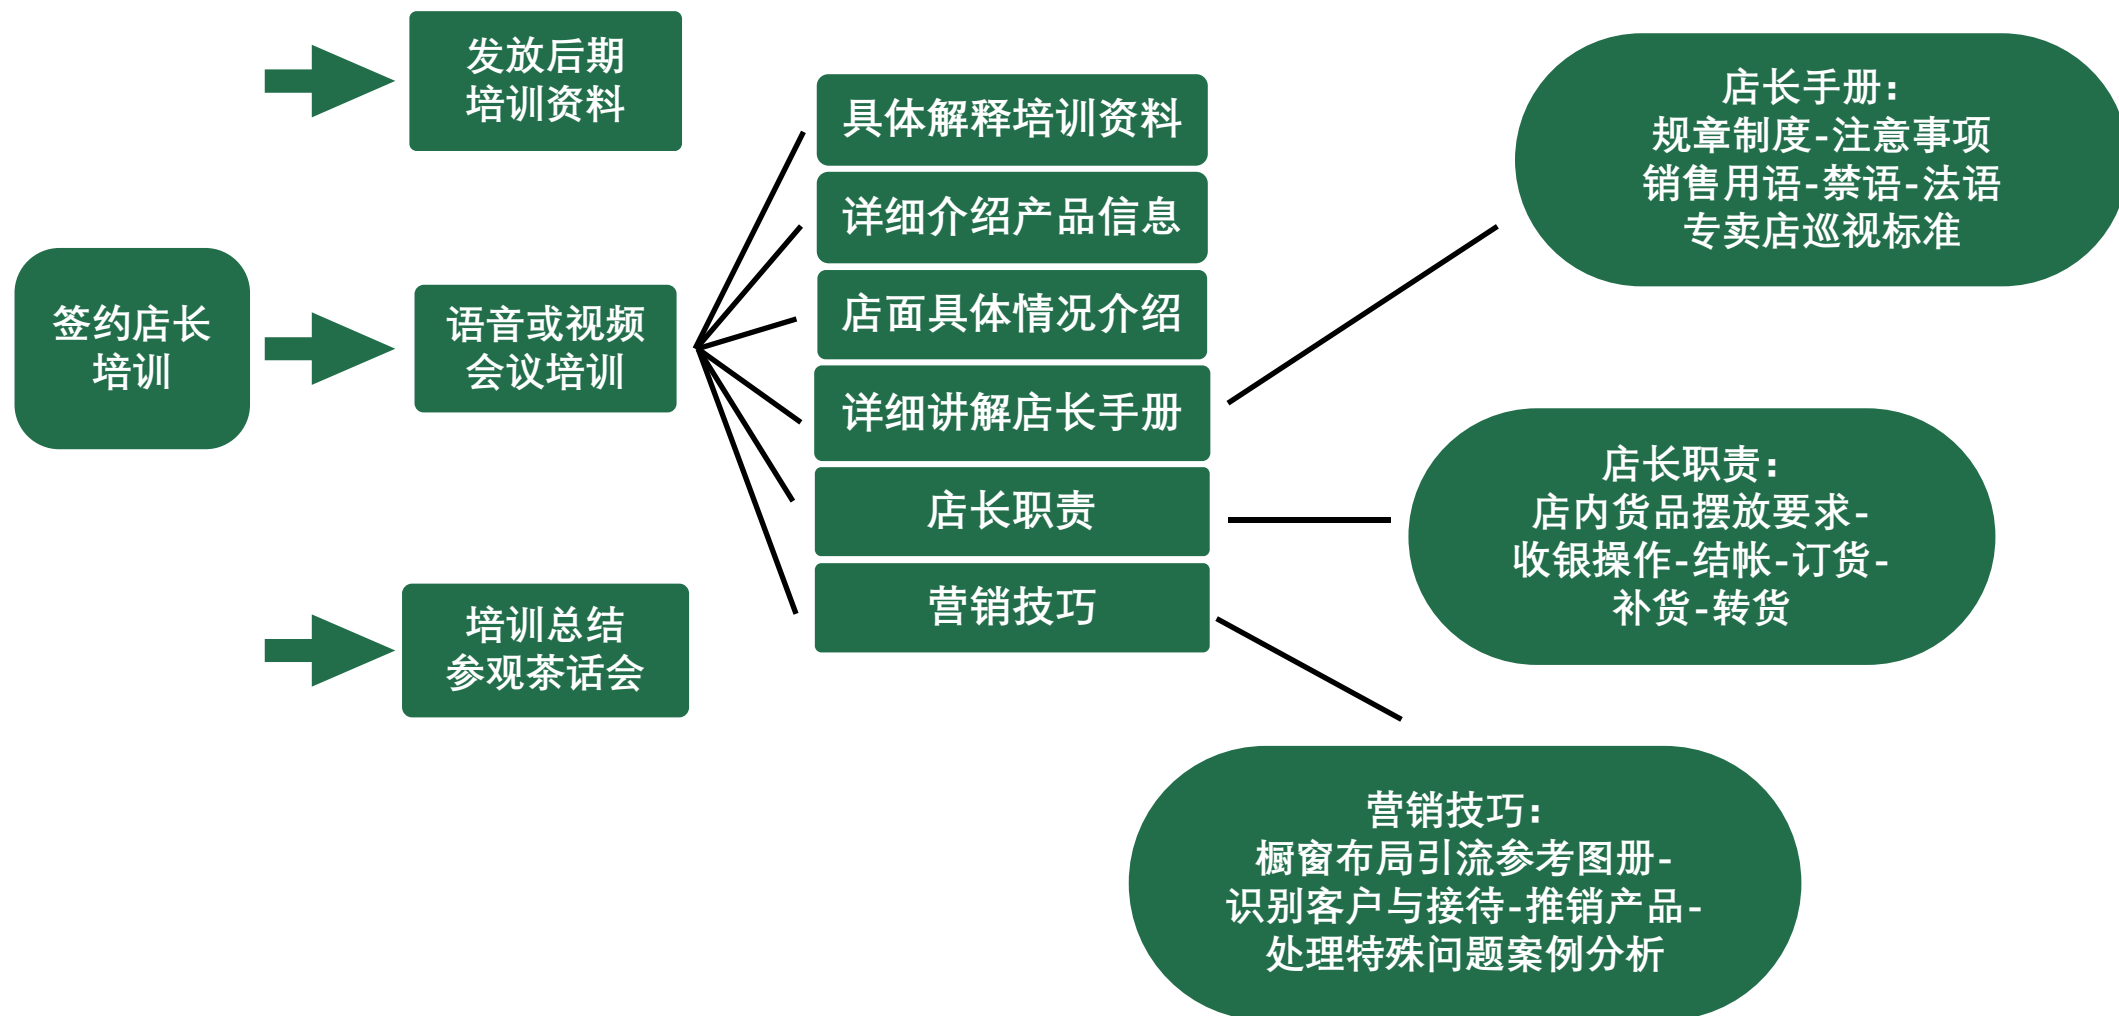 签约店长
培训
发放后期
培训资料
语音或视频
会议培训
培训总结
参观茶话会
具体解释培训资料
详细介绍产品信息
店面具体情况介绍
详细讲解店长手册
店长职责
营销技巧
店长手册:
规章制度-注意事项
销售用语-禁语-法语
专卖店巡视标准
店长职责:
店内货品摆放要求-
收银操作-结帐-订货-
补货-转货
营销技巧:
橱窗布局引流参考图册-
识别客户与接待-推销产品-
处理特殊问题案例分析